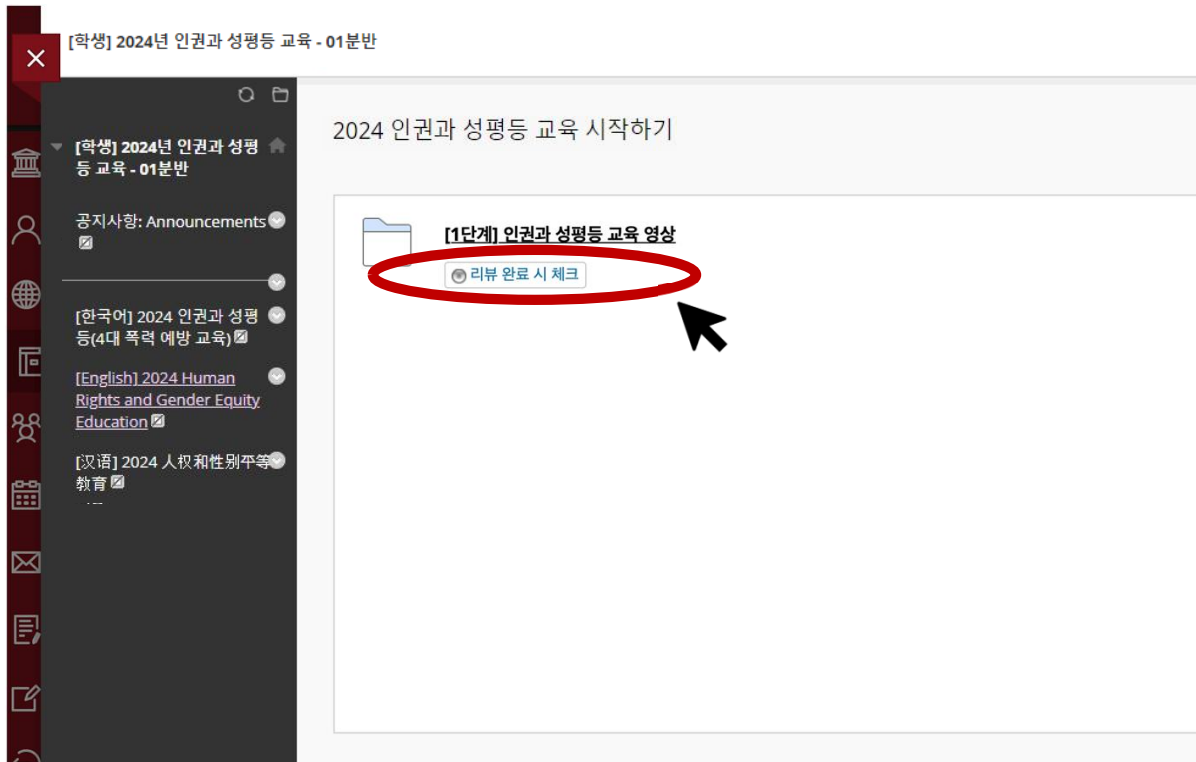 [학생] 2024년 인권과 성평등 교육 - 01분반
[학생] 2024년 인권과 성평
등 교육 - 01분반
공지사항: Announcements
[한국어] 2024 인권과 성평
등(4대 폭력 예방 교육)
[English] 2024 Human
Rights and Gender Equity
Education
[汉语] 2024 人权和性别平等
教育
2024 인권과 성평등 교육 시작하기
[1단계] 인권과 성평등 교육 영상
리뷰 완료 시 체크